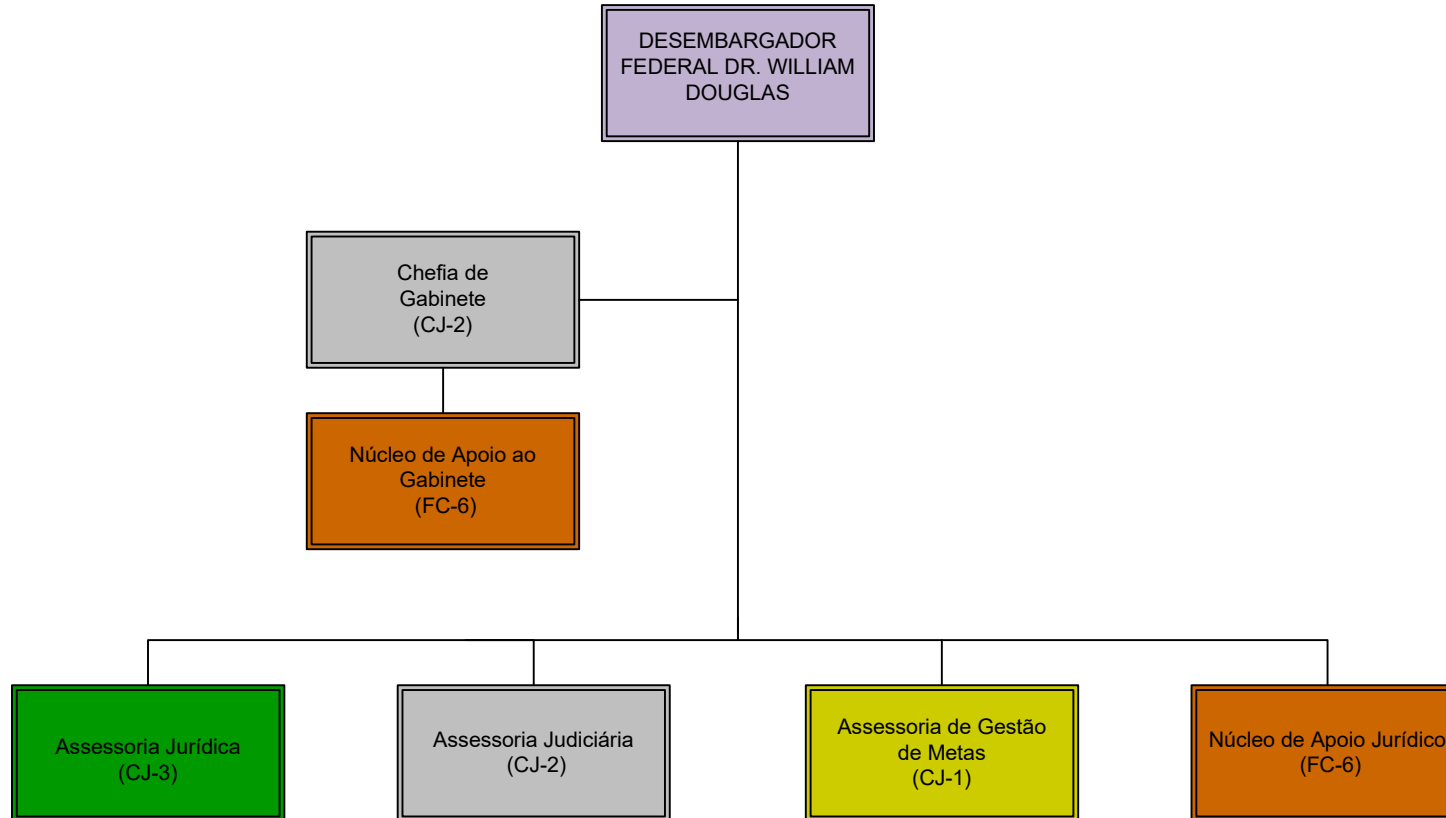 DESEMBARGADOR
FEDERAL DR. WILLIAM
DOUGLAS
Chefia de
Gabinete
(CJ-2)
Núcleo de Apoio ao
Gabinete
(FC-6)
Assessoria Jurídica
(CJ-3)
Assessoria Judiciária
(CJ-2)
Assessoria de Gestão
de Metas
(CJ-1)
Núcleo de Apoio Jurídico
(FC-6)